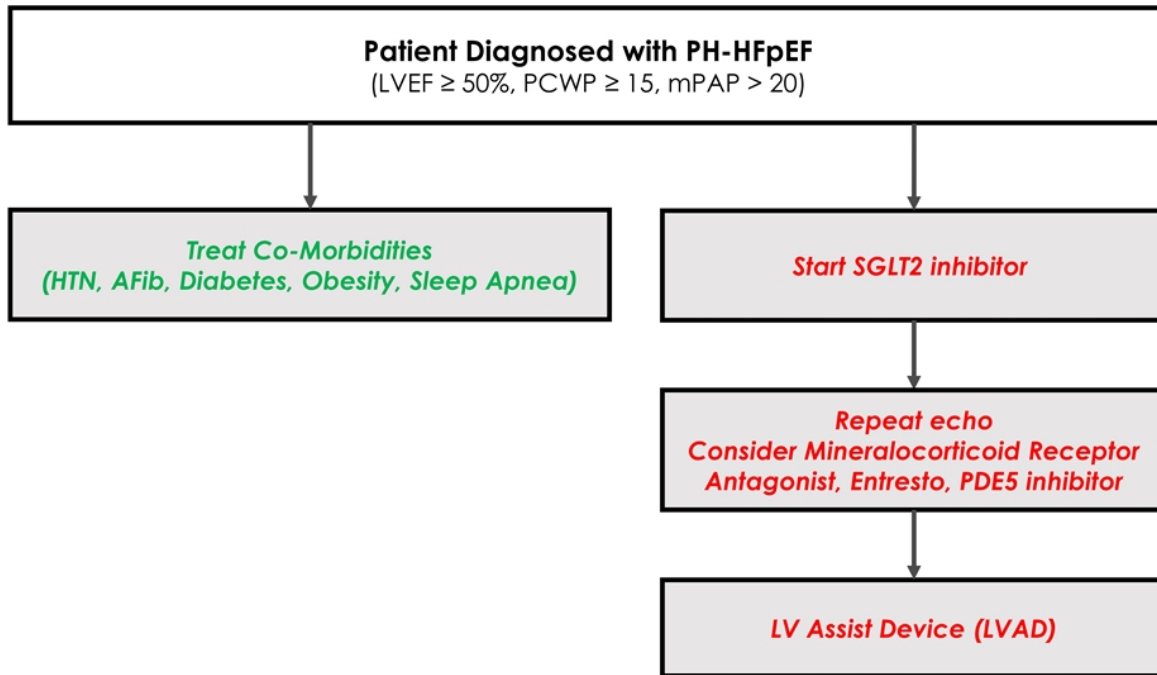 Patient Diagnosed with PH-HFpEF
(LVEF ≥ 50%, PCWP ≥ 15, mPAP > 20)
Treat Co-Morbidities
(HTN, AFib, Diabetes, Obesity, Sleep Apnea)
Start SGLT2 inhibitor
Repeat echo
Consider Mineralocorticoid Receptor
Antagonist, Entresto, PDE5 inhibitor
LV Assist Device (LVAD)